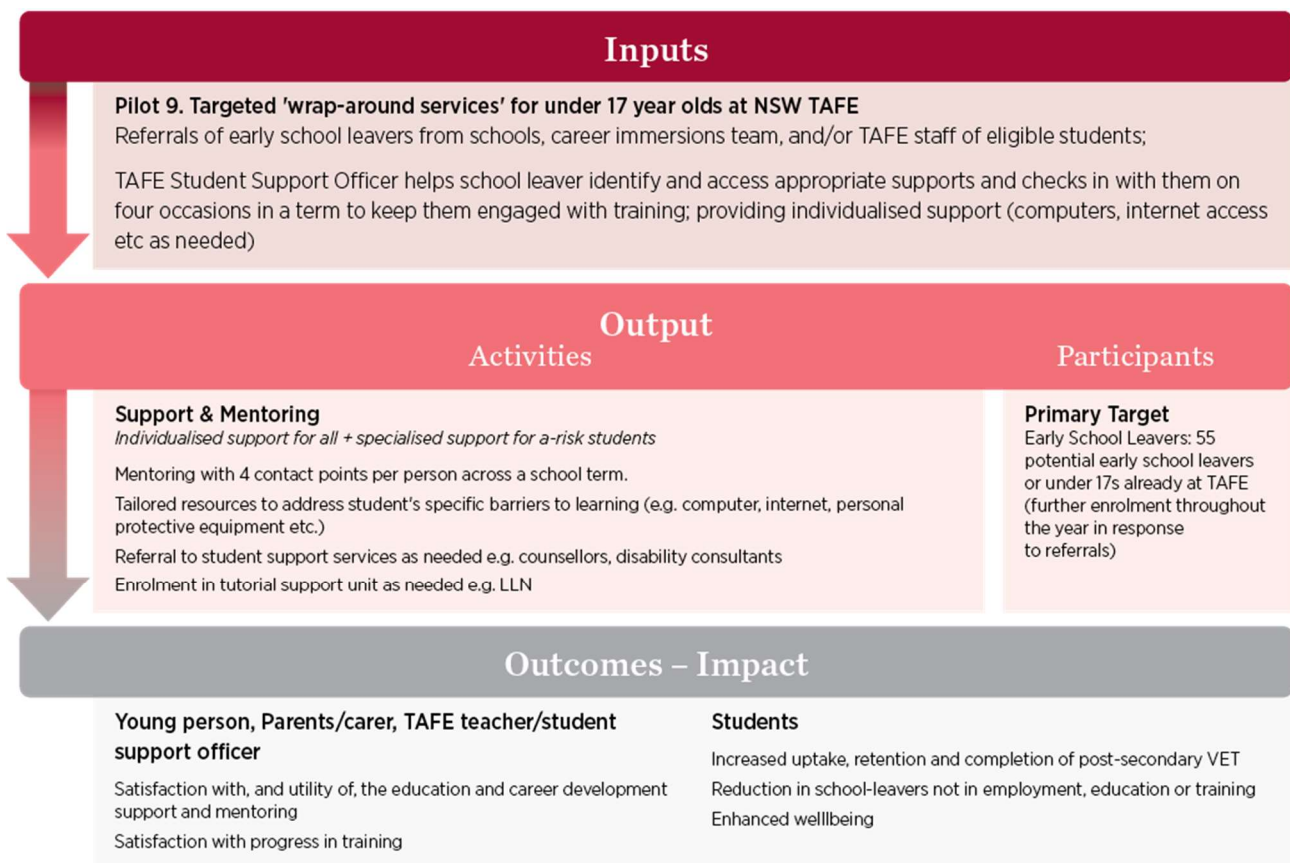 Inputs
Pilot 9. Targeted 'wrap-around services' for under 17 year olds at NSW TAFE
Referrals of early school leavers from schools, career immersions team, and/or TAFE staff of eligible students;
TAFE Student Support Officer helps school leaver identify and access appropriate supports and checks in with them on
four occasions in a term to keep them engaged with training; providing individualised support (computers, internet access
etc as needed)
Output
Activities
Participants
Support & Mentoring
Individualised support for all + specialised support for a-risk students
Mentoring with 4 contact points per person across a school term.
Tailored resources to address student's specific barriers to learning (e.g. computer, internet, personal
protective equipment etc.)
Referral to student support services as needed e.g. counsellors, disability consultants
Enrolment in tutorial support unit as needed e.g. LLN
Primary Target
Early School Leavers: 55
potential early school leavers
or under 17s already at TAFE
(further enrolment throughout
the year in response
to referrals)
Outcomes – Impact
Young person, Parents/carer, TAFE teacher/student
support officer
Satisfaction with, and utility of, the education and career development
support and mentoring
Satisfaction with progress in training
Students
Increased uptake, retention and completion of post-secondary VET
Reduction in school-leavers not in employment, education or training
Enhanced welllbeing